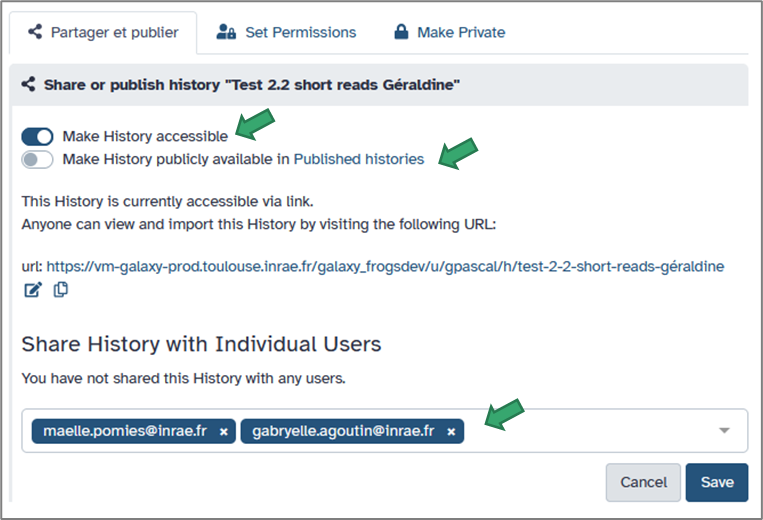 Partager et publier Set Permissions Make Private
Share or publish history "Test 2.2 short reads Géraldine"
Make History accessible
Make History publicly available in Published histories
This History is currently accessible via link.
Anyone can view and import this History by visiting the following URL:
url: https://vm-galaxy-prod.toulouse.inrae.fr/galaxy_frogsdev/u/gpascal/h/test-2-2-short-reads-géraldine
Share History with Individual Users
You have not shared this History with any users.
maelle.pomies@inrae.fr × gabryelle.agoutin@inrae.fr ×
Cancel Save